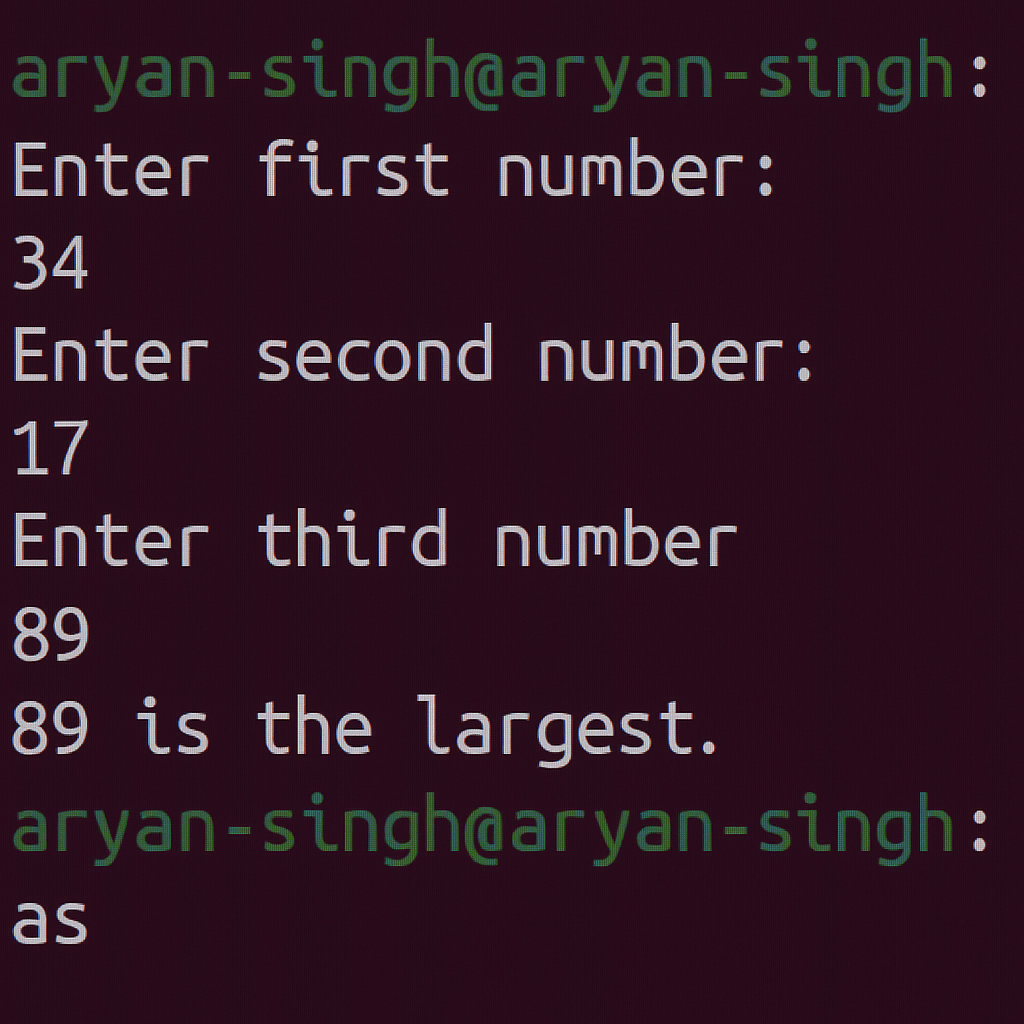 aryan-singh@aryan-singh:
Enter first number:
34
Enter second number:
17
Enter third number
89
89 is the largest.
aryan-singh@aryan-singh:
as